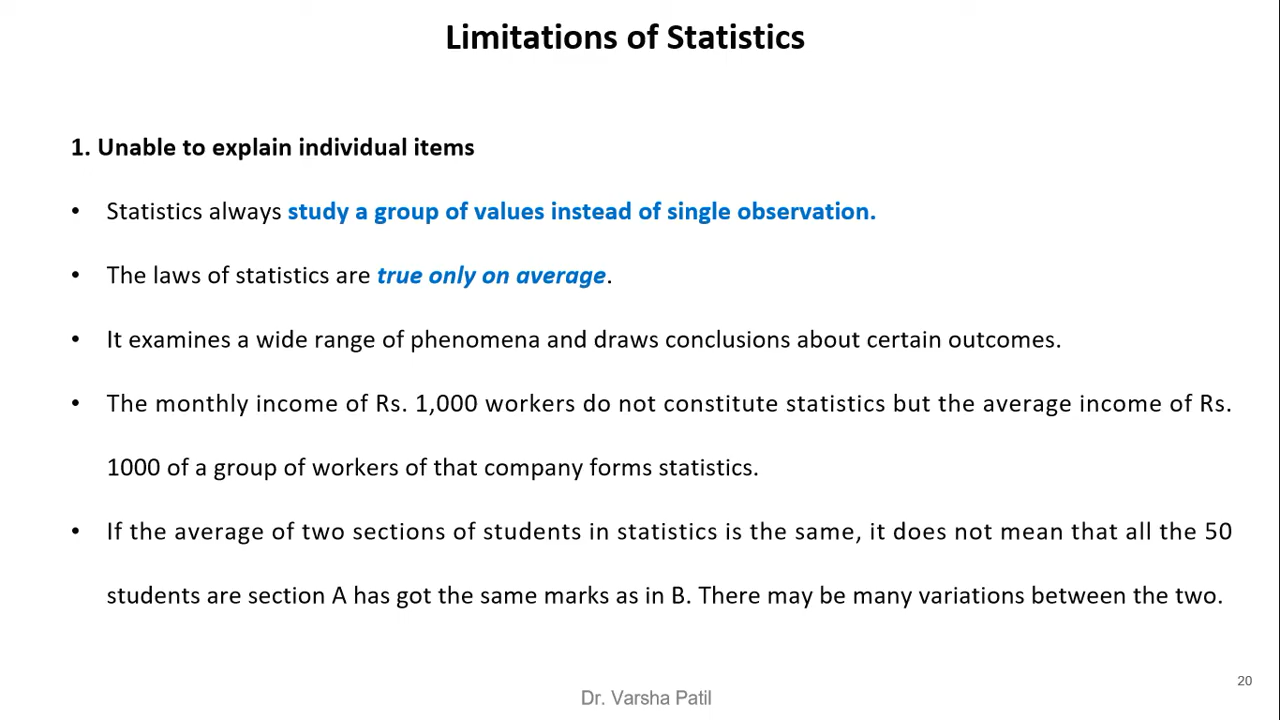 Limitations of Statistics
1. Unable to explain individual items
• Statistics always study a group of values instead of single observation.
• The laws of statistics are true only on average.
• It examines a wide range of phenomena and draws conclusions about certain outcomes.
• The monthly income of Rs. 1,000 workers do not constitute statistics but the average income of Rs.
1000 of a group of workers of that company forms statistics.
• If the average of two sections of students in statistics is the same, it does not mean that all the 50
students are section A has got the same marks as in B. There may be many variations between the two.
20
Dr. Varsha Patil